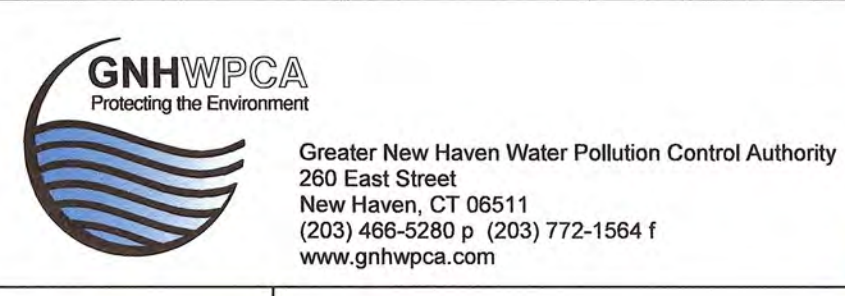 GNHWPCA
Protecting the Environment
Greater New Haven Water Pollution Control Authority
260 East Street
New Haven, CT 06511
(203) 466-5280 p (203) 772-1564 f
www.gnhwpca.com